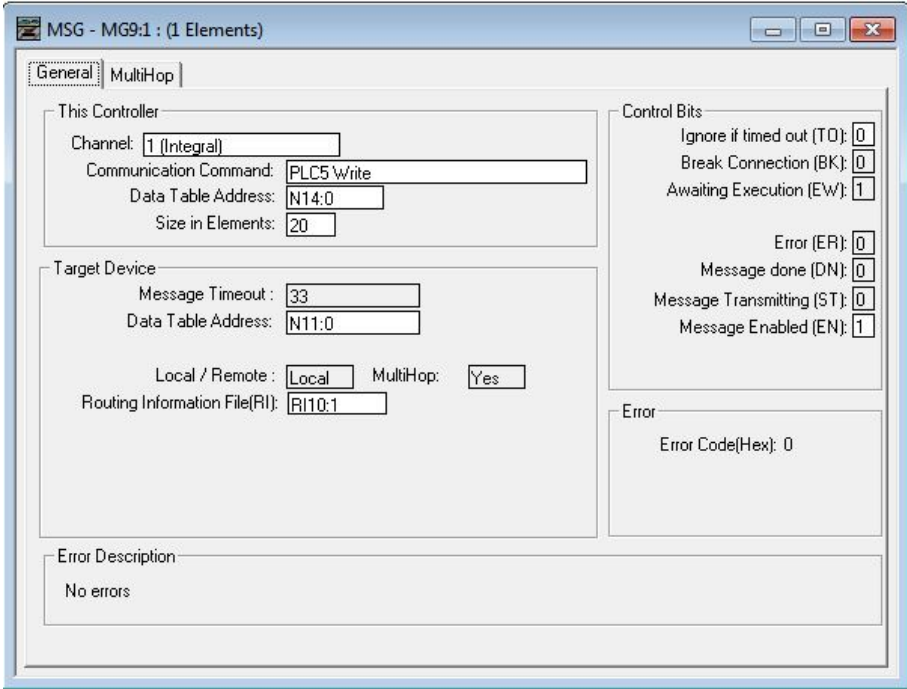 MSG - MG9:1 : (1 Elements)
General MultiHop
This Controller
Channel: 1 (Integral)
Communication Command: PLC5 Write
Data Table Address: N14:0
Size in Elements: 20
Target Device
Message Timeout : 33
Data Table Address: N11:0
Local / Remote : Local MultiHop: Yes
Routing Information File(RI): RI10:1
Control Bits
Ignore if timed out (TO): 0
Break Connection (BK): 0
Awaiting Execution (EW): 1
Error (ER): 0
Message done (DN): 0
Message Transmitting (ST): 0
Message Enabled (EN): 1
Error
Error Code(Hex): 0
Error Description
No errors